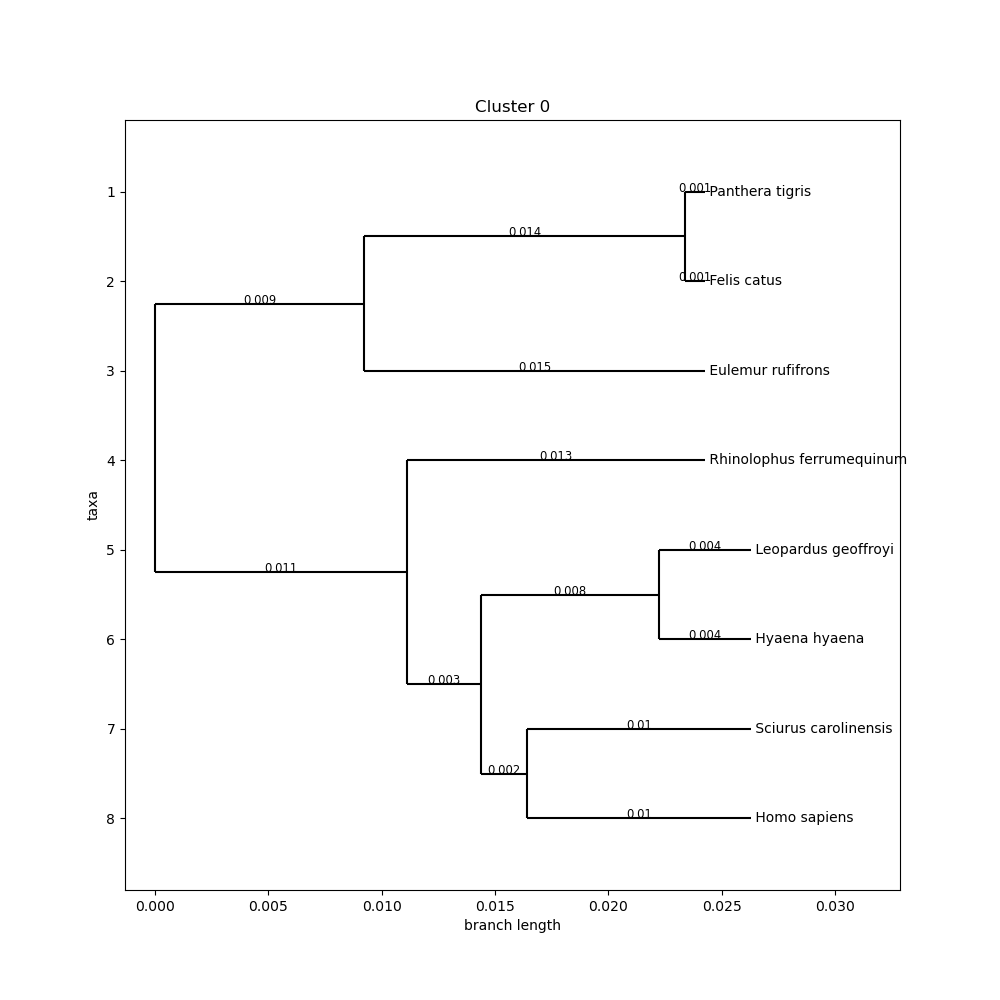 Cluster 0
1
0.001
Panthera tigris
0.014
2
0.001
Felis catus
0.009
3
0.015
Eulemur rufifrons
4
0.013
Rhinolophus ferrumequinum
taxa
5
0.004
Leopardus geoffroyi
0.011
0.008
6
0.004
Hyaena hyaena
0.003
7
0.01
Sciurus carolinensis
0.002
8
0.01
Homo sapiens
0.000 0.005 0.010 0.015 0.020 0.025 0.030
branch length